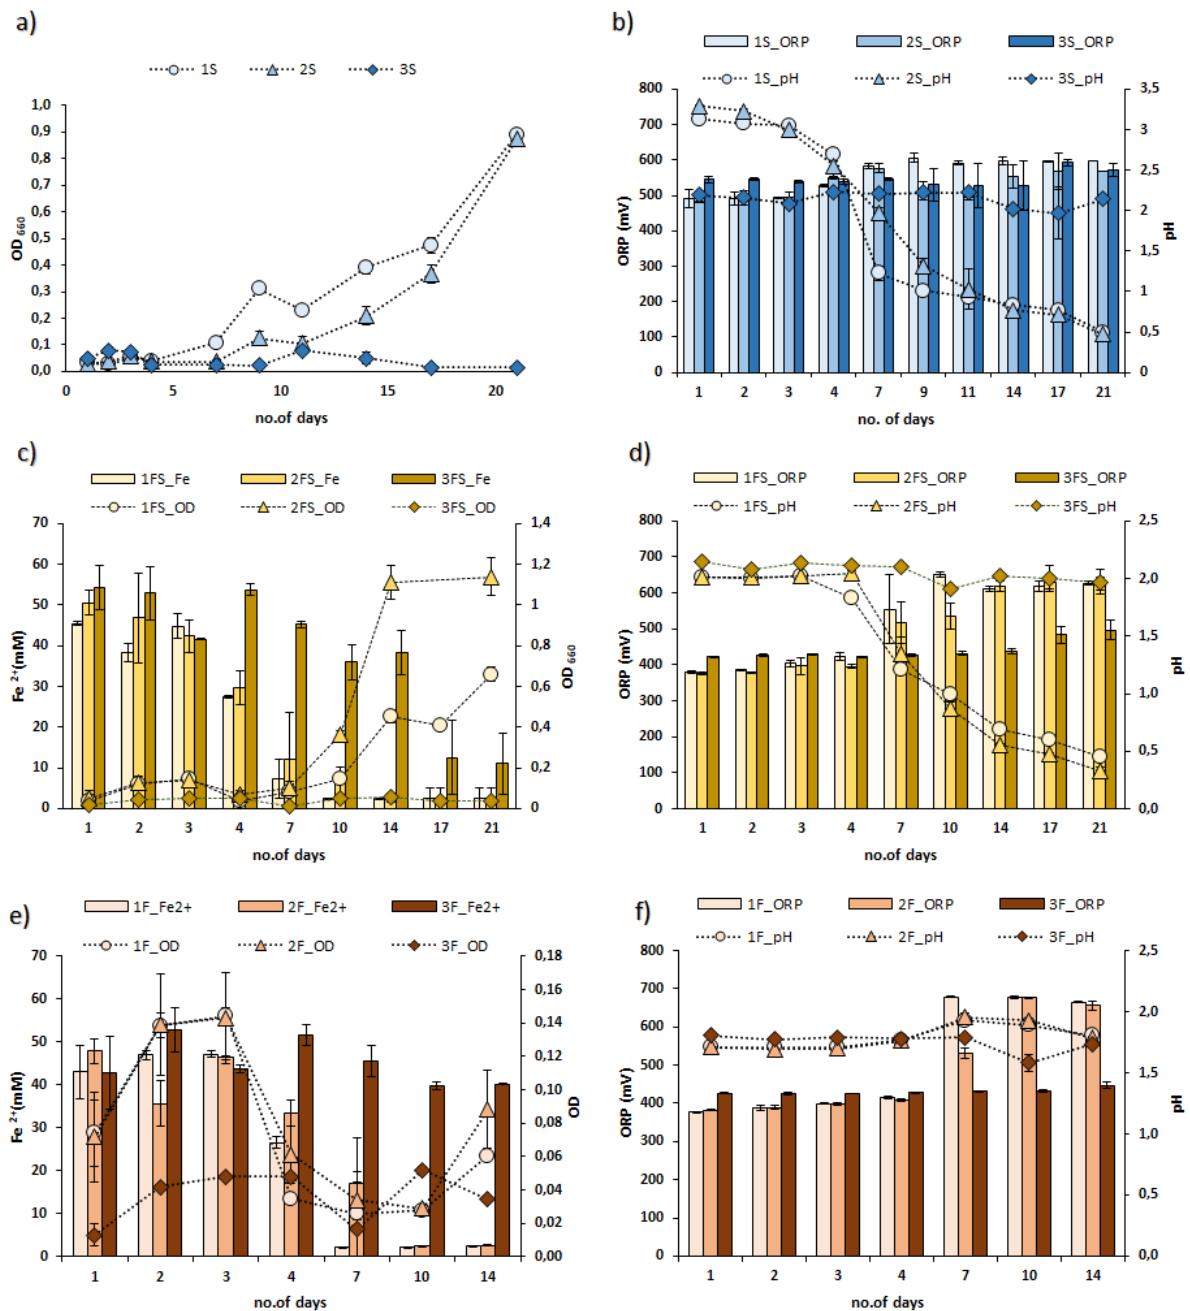 a)
1S 2S 3S
1,0
0,9
0,8
0,7
0,6
0,5
0,4
0,3
0,2
0,1
0,0
OD 660
0 5 10 15 20
no.of days
b)
1S_ORP 2S_ORP 3S_ORP
1S_pH 2S_pH 3S_pH
800
700
600
500
400
300
200
100
0
ORP (mV)
3,5
3
2,5
2
1,5
1
0,5
0
pH
1 2 3 4 7 9 11 14 17 21
no. of days
c)
1FS_Fe 2FS_Fe 3FS_Fe
1FS_OD 2FS_OD 3FS_OD
70
60
50
40
30
20
10
0
Fe 2+(mM)
1,4
1,2
1
0,8
0,6
0,4
0,2
0
OD 660
1 2 3 4 7 10 14 17 21
no.of days
d)
1FS_ORP 2FS_ORP 3FS_ORP
1FS_pH 2FS_pH 3FS_pH
800
700
600
500
400
300
200
100
0
ORP (mV)
2,5
2,0
1,5
1,0
0,5
0,0
pH
1 2 3 4 7 10 14 17 21
no.of days
e)
1F_Fe2+ 2F_Fe2+ 3F_Fe2+
1F_OD 2F_OD 3F_OD
70
60
50
40
30
20
10
0
Fe 2+(mM)
0,18
0,16
0,14
0,12
0,10
0,08
0,06
0,04
0,02
0,00
OD
1 2 3 4 7 10 14
no.of days
f)
1F_ORP 2F_ORP 3F_ORP
1F_pH 2F_pH 3F_pH
800
700
600
500
400
300
200
100
0
ORP (mV)
2,5
2,0
1,5
1,0
0,5
0,0
pH
1 2 3 4 7 10 14
no.of days